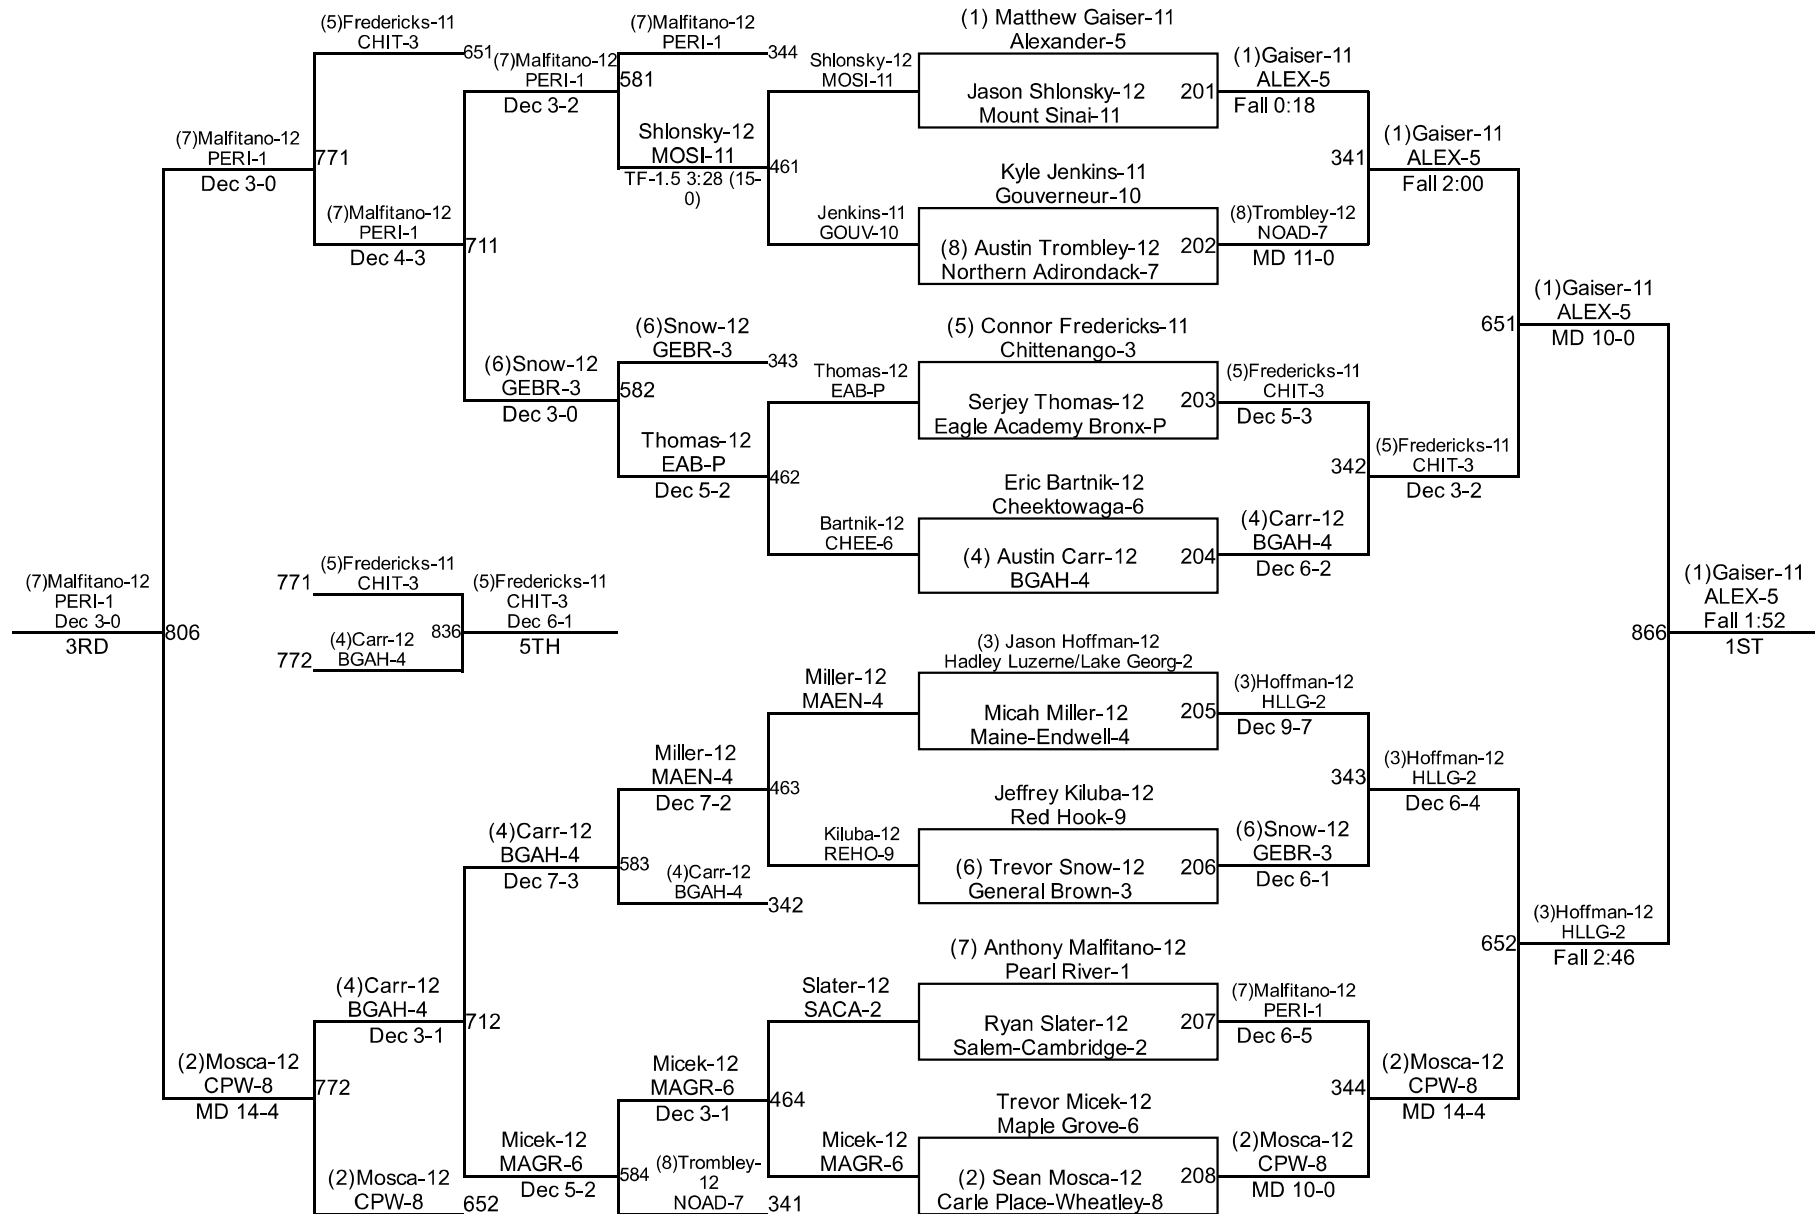 (5)Fredericks-11
CHIT-3
651
(7)Malfitano-12
PERI-1
Dec 3-2
581
(7)Malfitano-12
PERI-1
344
Shlonsky-12
MOSI-11
TF-1.5 3:28 (15-
0)
461
Shlonsky-12
MOSI-11
Jenkins-11
GOUV-10
(1) Matthew Gaiser-11
Alexander-5
Jason Shlonsky-12
Mount Sinai-11
201
(1)Gaiser-11
ALEX-5
Fall 0:18
Kyle Jenkins-11
Gouverneur-10
(8) Austin Trombley-12
Northern Adirondack-7
202
(8)Trombley-12
NOAD-7
MD 11-0
341
(1)Gaiser-11
ALEX-5
Fall 2:00
(7)Malfitano-12
PERI-1
Dec 3-0
771
(7)Malfitano-12
PERI-1
Dec 4-3
711
(6)Snow-12
GEBR-3
Dec 3-0
582
(6)Snow-12
GEBR-3
343
Thomas-12
EAB-P
Dec 5-2
462
Thomas-12
EAB-P
Bartnik-12
CHEE-6
(5) Connor Fredericks-11
Chittenango-3
Serjey Thomas-12
Eagle Academy Bronx-P
203
(5)Fredericks-11
CHIT-3
Dec 5-3
Eric Bartnik-12
Cheektowaga-6
(4) Austin Carr-12
BGAH-4
204
(4)Carr-12
BGAH-4
Dec 6-2
342
(5)Fredericks-11
CHIT-3
Dec 3-2
651
(1)Gaiser-11
ALEX-5
MD 10-0
(7)Malfitano-12
PERI-1
Dec 3-0
3RD
806
771
(5)Fredericks-11
CHIT-3
772
(4)Carr-12
BGAH-4
836
(5)Fredericks-11
CHIT-3
Dec 6-1
5TH
866
(1)Gaiser-11
ALEX-5
Fall 1:52
1ST
Miller-12
MAEN-4
(3) Jason Hoffman-12
Hadley Luzerne/Lake Georg-2
Micah Miller-12
Maine-Endwell-4
205
(3)Hoffman-12
HLLG-2
Dec 9-7
Miller-12
MAEN-4
Dec 7-2
463
Kiluba-12
REHO-9
Jeffrey Kiluba-12
Red Hook-9
(6) Trevor Snow-12
General Brown-3
206
(6)Snow-12
GEBR-3
Dec 6-1
343
(3)Hoffman-12
HLLG-2
Dec 6-4
(4)Carr-12
BGAH-4
Dec 7-3
583
(4)Carr-12
BGAH-4
342
(4)Carr-12
BGAH-4
Dec 3-1
712
Slater-12
SACA-2
(7) Anthony Malfitano-12
Pearl River-1
Ryan Slater-12
Salem-Cambridge-2
207
(7)Malfitano-12
PERI-1
Dec 6-5
652
(3)Hoffman-12
HLLG-2
Fall 2:46
(2)Mosca-12
CPW-8
MD 14-4
772
(2)Mosca-12
CPW-8
652
Micek-12
MAGR-6
Dec 5-2
584
Micek-12
MAGR-6
Dec 3-1
464
(8)Trombley-
12
NOAD-7
341
Micek-12
MAGR-6
Trevor Micek-12
Maple Grove-6
(2) Sean Mosca-12
Carle Place-Wheatley-8
208
(2)Mosca-12
CPW-8
MD 10-0
344
(2)Mosca-12
CPW-8
MD 14-4